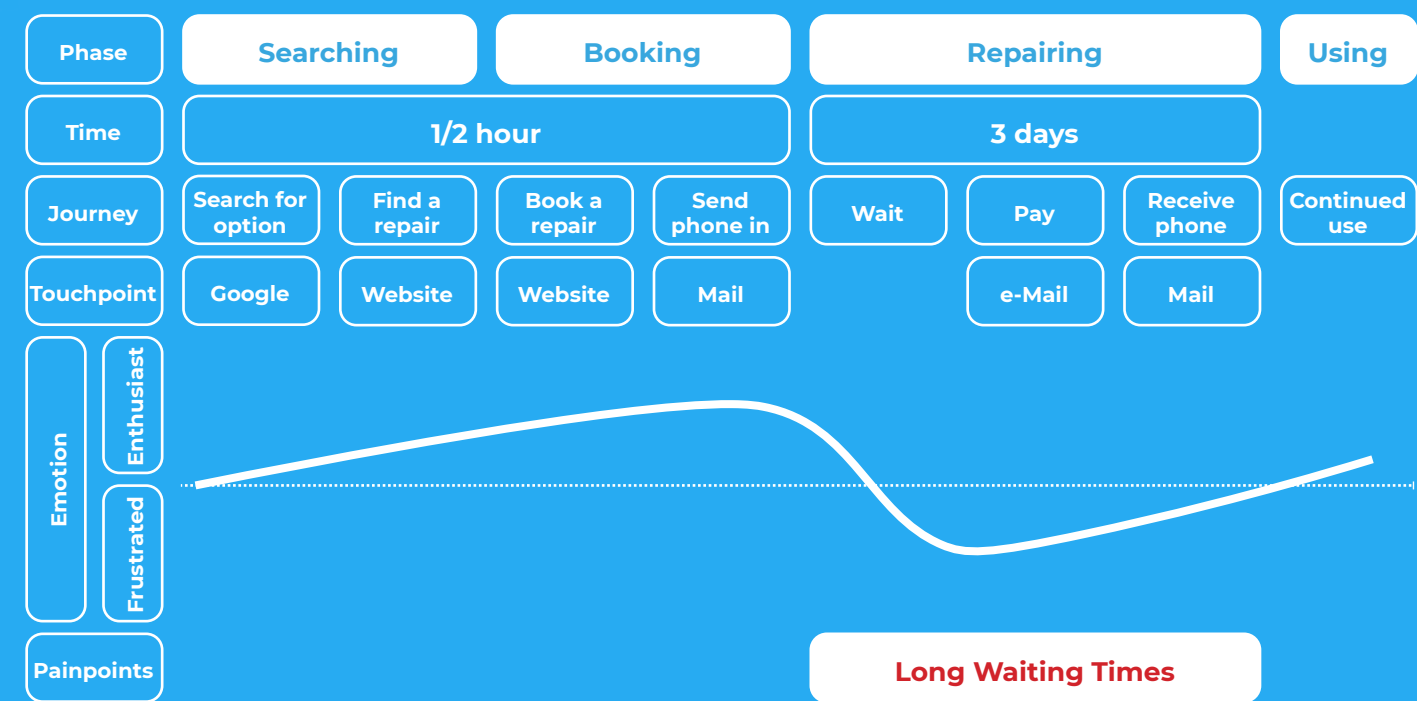 Phase
Searching
Booking
Repairing
Using
Time
1/2 hour
3 days
Journey
Search for
option
Find a
repair
Book a
repair
Send
phone in
Wait
Pay
Receive
phone
Continued
use
Touchpoint
Google
Website
Website
Mail
e-Mail
Mail
Emotion
Enthusiast
Frustrated
Painpoints
Long Waiting Times